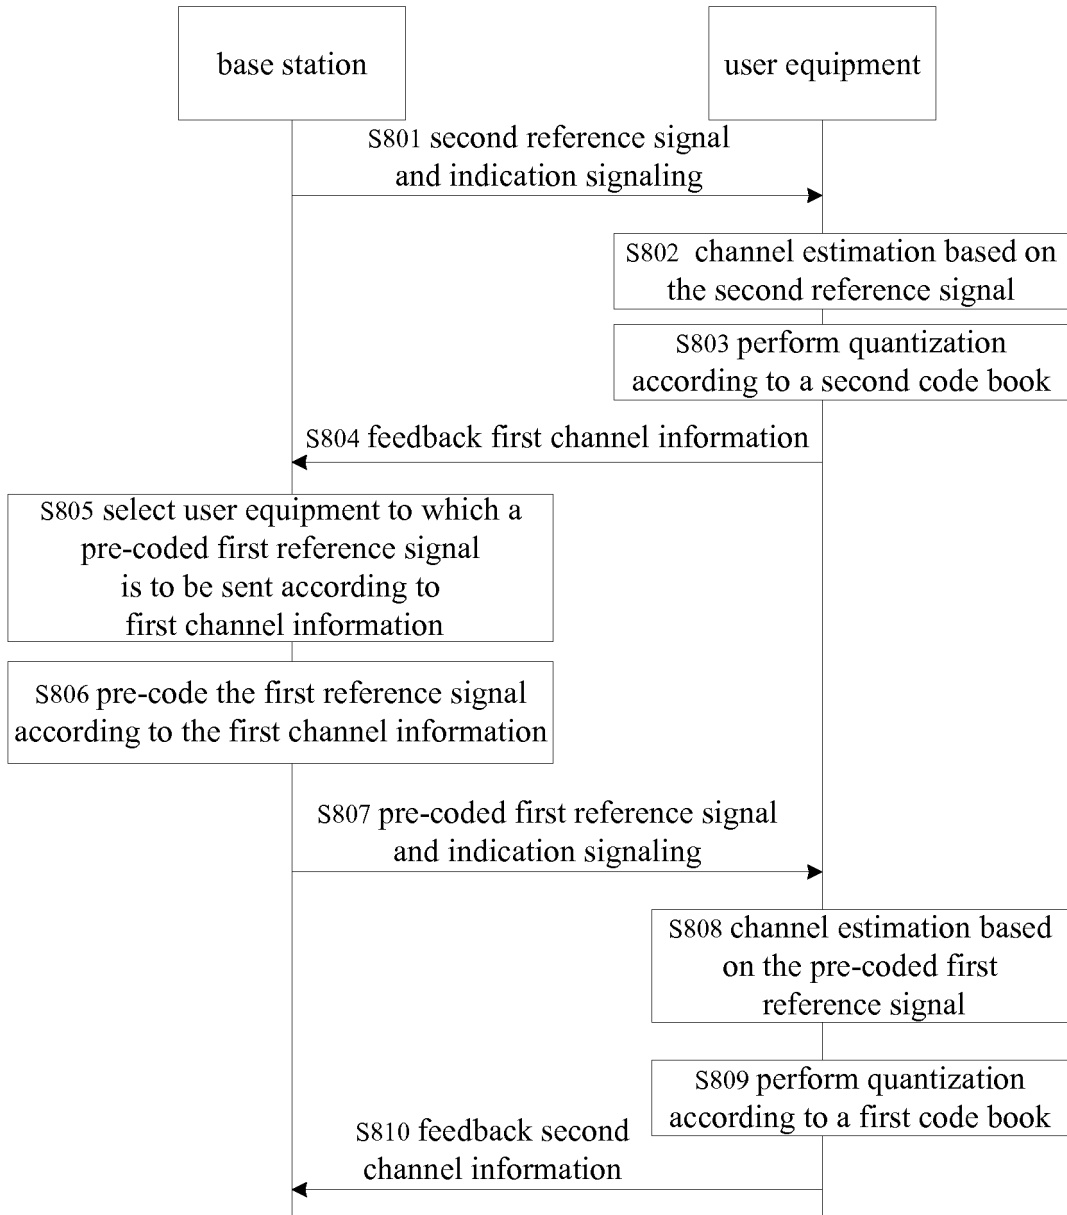 base station
user equipment
S801 second reference signal
and indication signaling
S802 channel estimation based on
the second reference signal
S803 perform quantization
according to a second code book
S804 feedback first channel information
S805 select user equipment to which a
pre-coded first reference signal
is to be sent according to
first channel information
S806 pre-code the first reference signal
according to the first channel information
S807 pre-coded first reference signal
and indication signaling
S808 channel estimation based
on the pre-coded first
reference signal
S809 perform quantization
according to a first code book
S810 feedback second
channel information